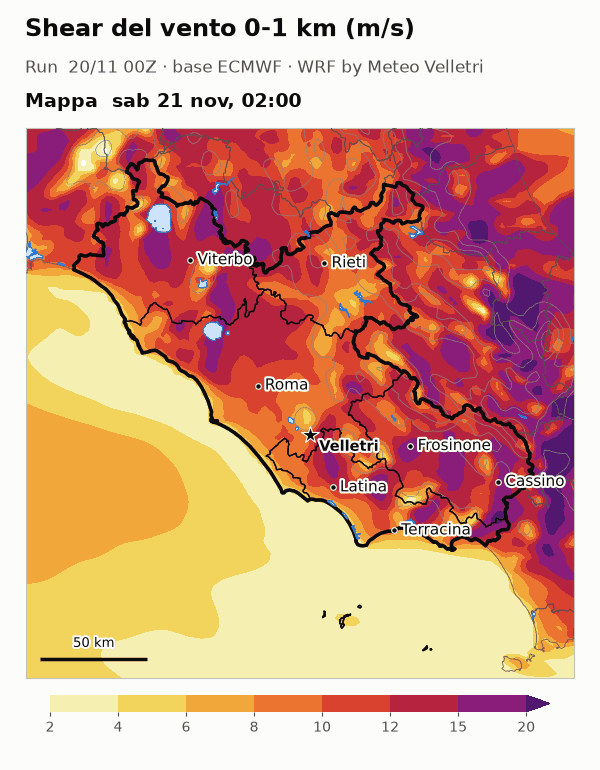 Shear del vento 0-1 km (m/s)
Run  20/11 00Z · base ECMWF · WRF by Meteo Velletri
Mappa  sab 21 nov, 02:00
Viterbo
Rieti
Roma
Velletri
Frosinone
Cassino
Latina
Terracina
50 km
2 4 6 8 10 12 15 20